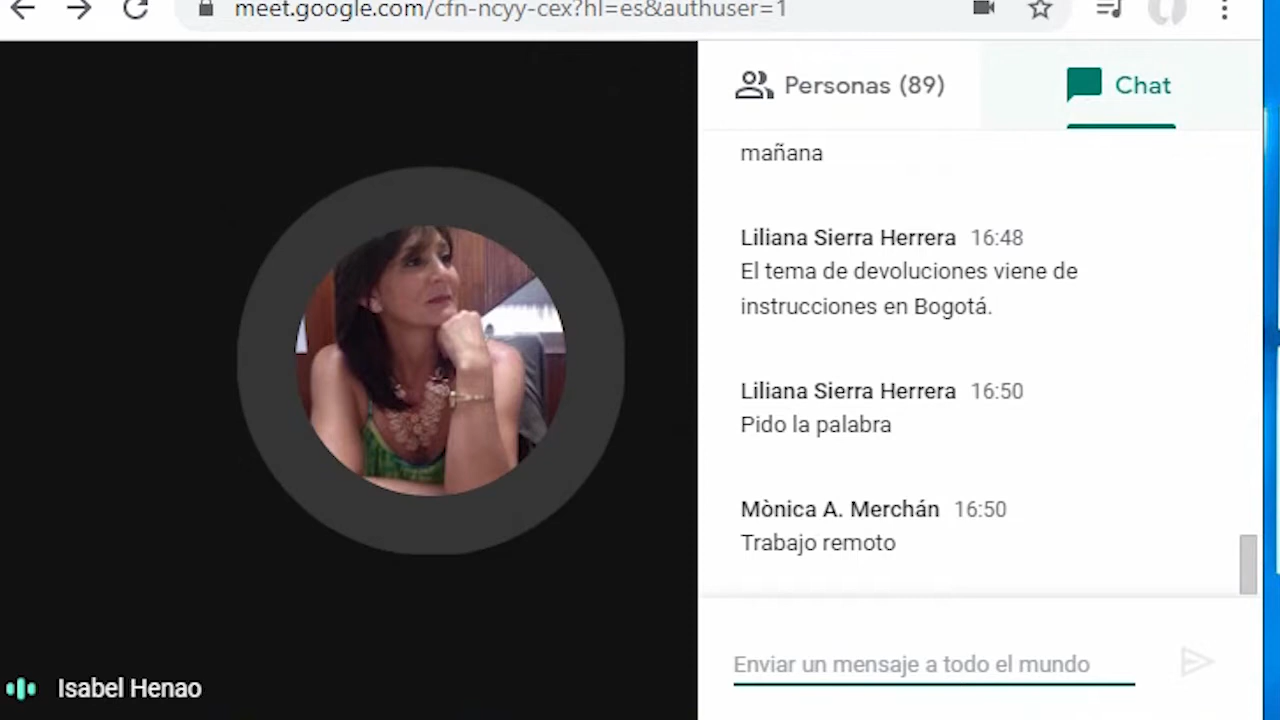 meet.google.com/cfn-ncyy-cex?hl=es&authuser=1
Personas (89)
Chat
mañana
Liliana Sierra Herrera 16:48
El tema de devoluciones viene de
instrucciones en Bogotá.
Liliana Sierra Herrera 16:50
Pido la palabra
Mònica A. Merchán 16:50
Trabajo remoto
Enviar un mensaje a todo el mundo
Isabel Henao